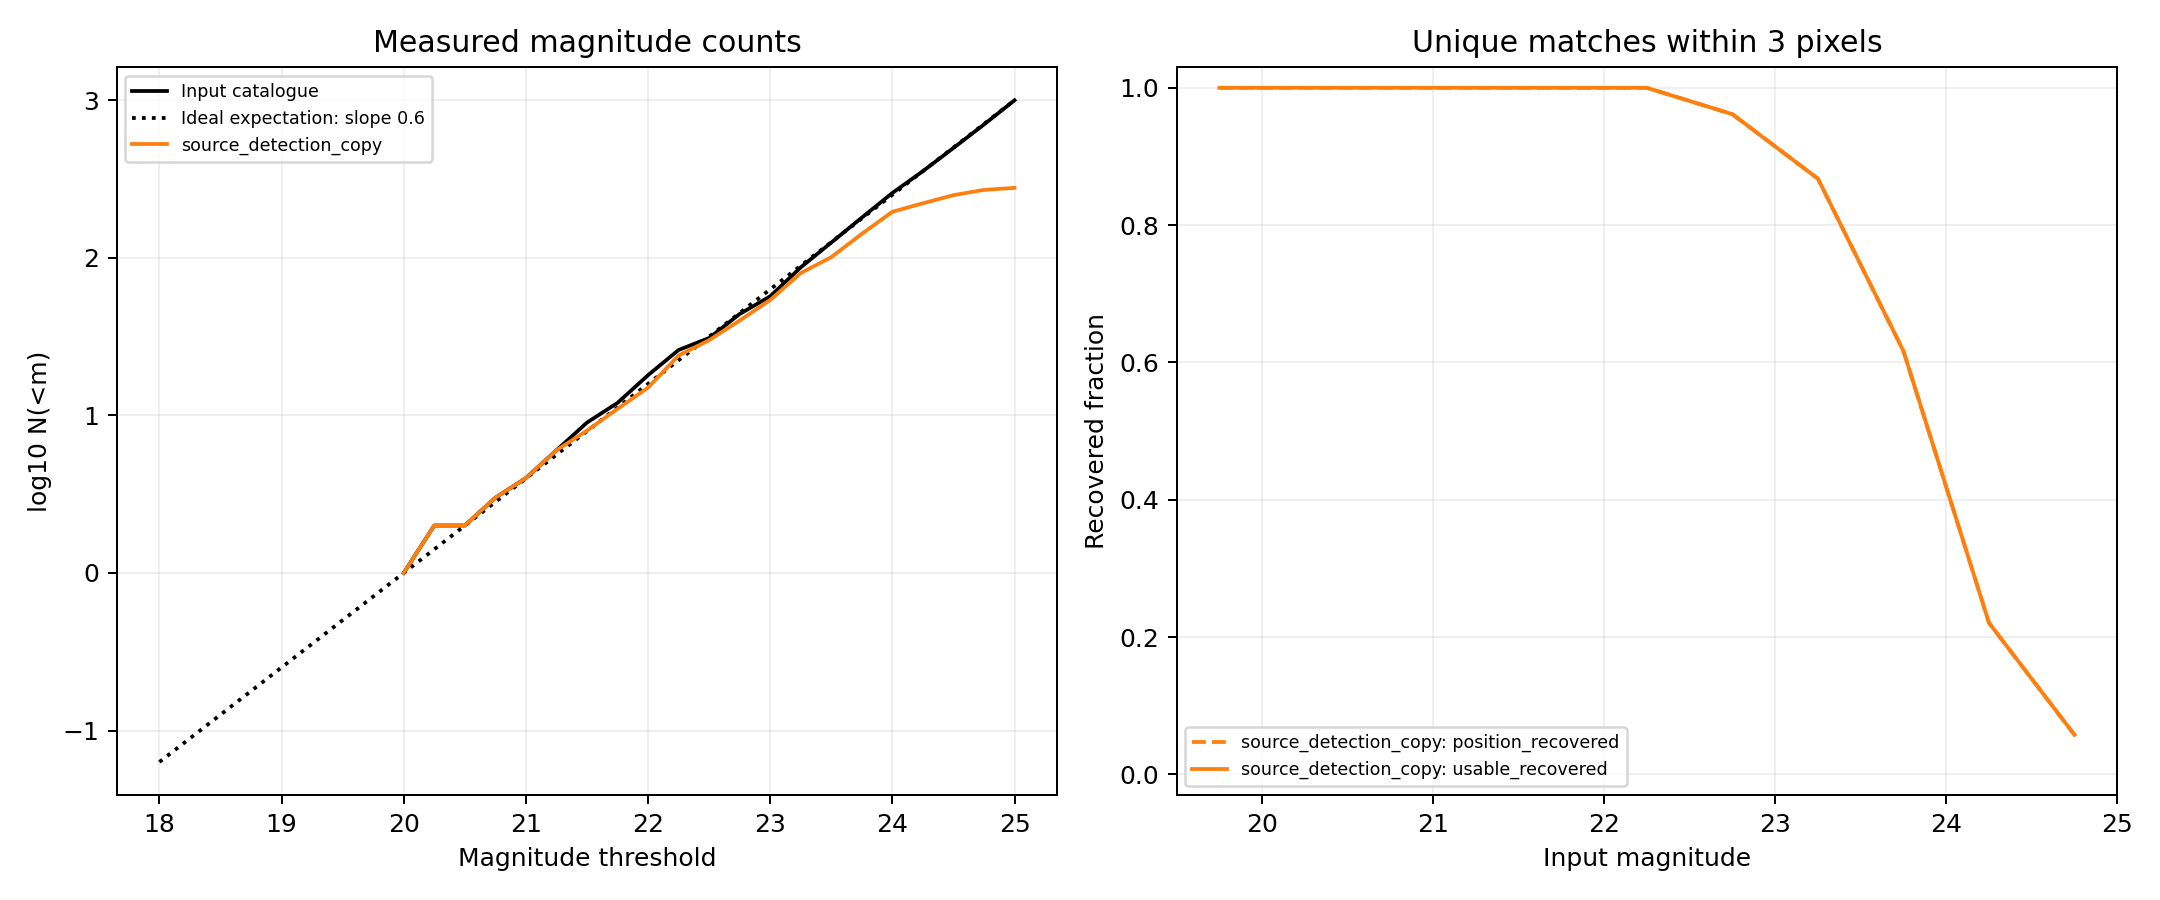 Measured magnitude counts
Input catalogue
Ideal expectation: slope 0.6
source_detection_copy
3
2
1
0
−1
log10 N(<m)
18 19 20 21 22 23 24 25
Magnitude threshold
Unique matches within 3 pixels
1.0
0.8
0.6
0.4
0.2
0.0
Recovered fraction
source_detection_copy: position_recovered
source_detection_copy: usable_recovered
20 21 22 23 24 25
Input magnitude